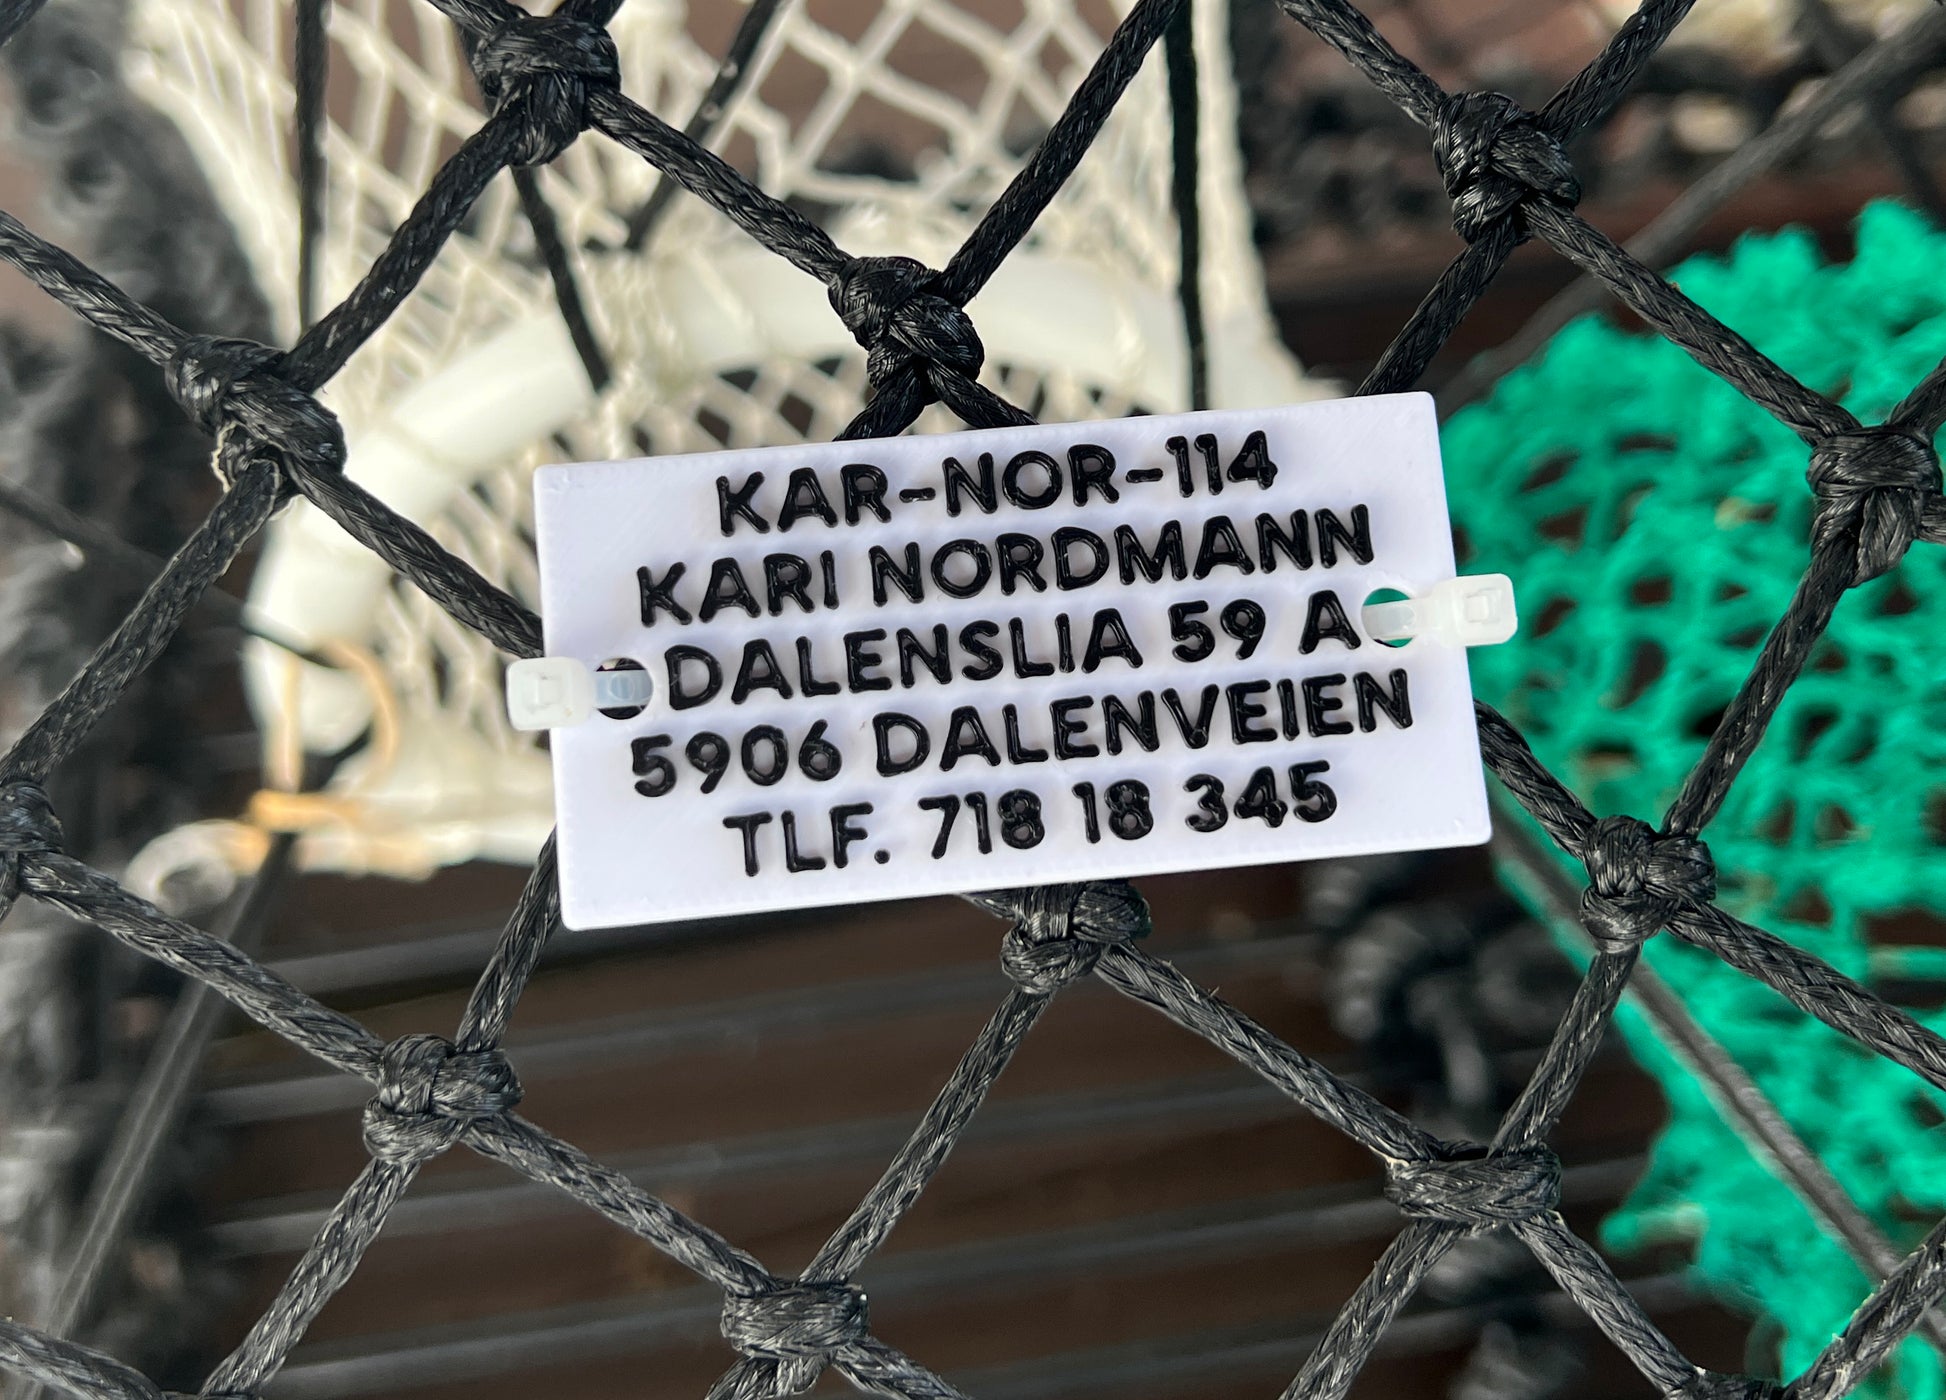 KAR-NOR-114
KARI NORDMANN
DALENSLIA 59 A
5906 DALENVEIEN
TLF. 718 18 345